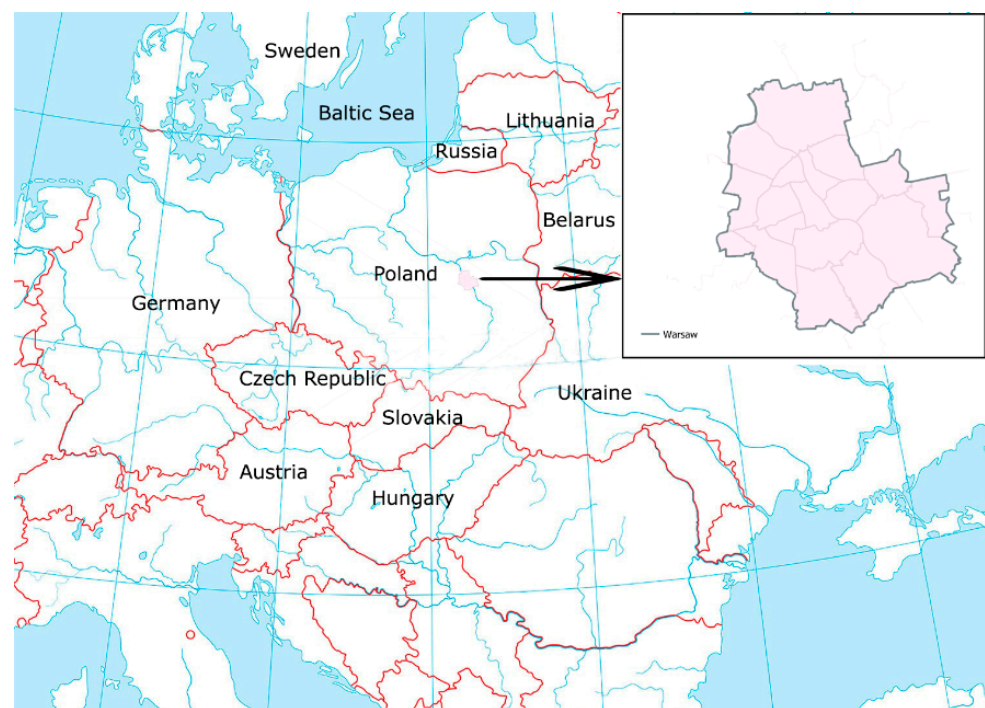 Sweden
Baltic Sea
Lithuania
Russia
Belarus
Poland
Germany
Warsaw
Czech Republic
Ukraine
Slovakia
Austria
Hungary